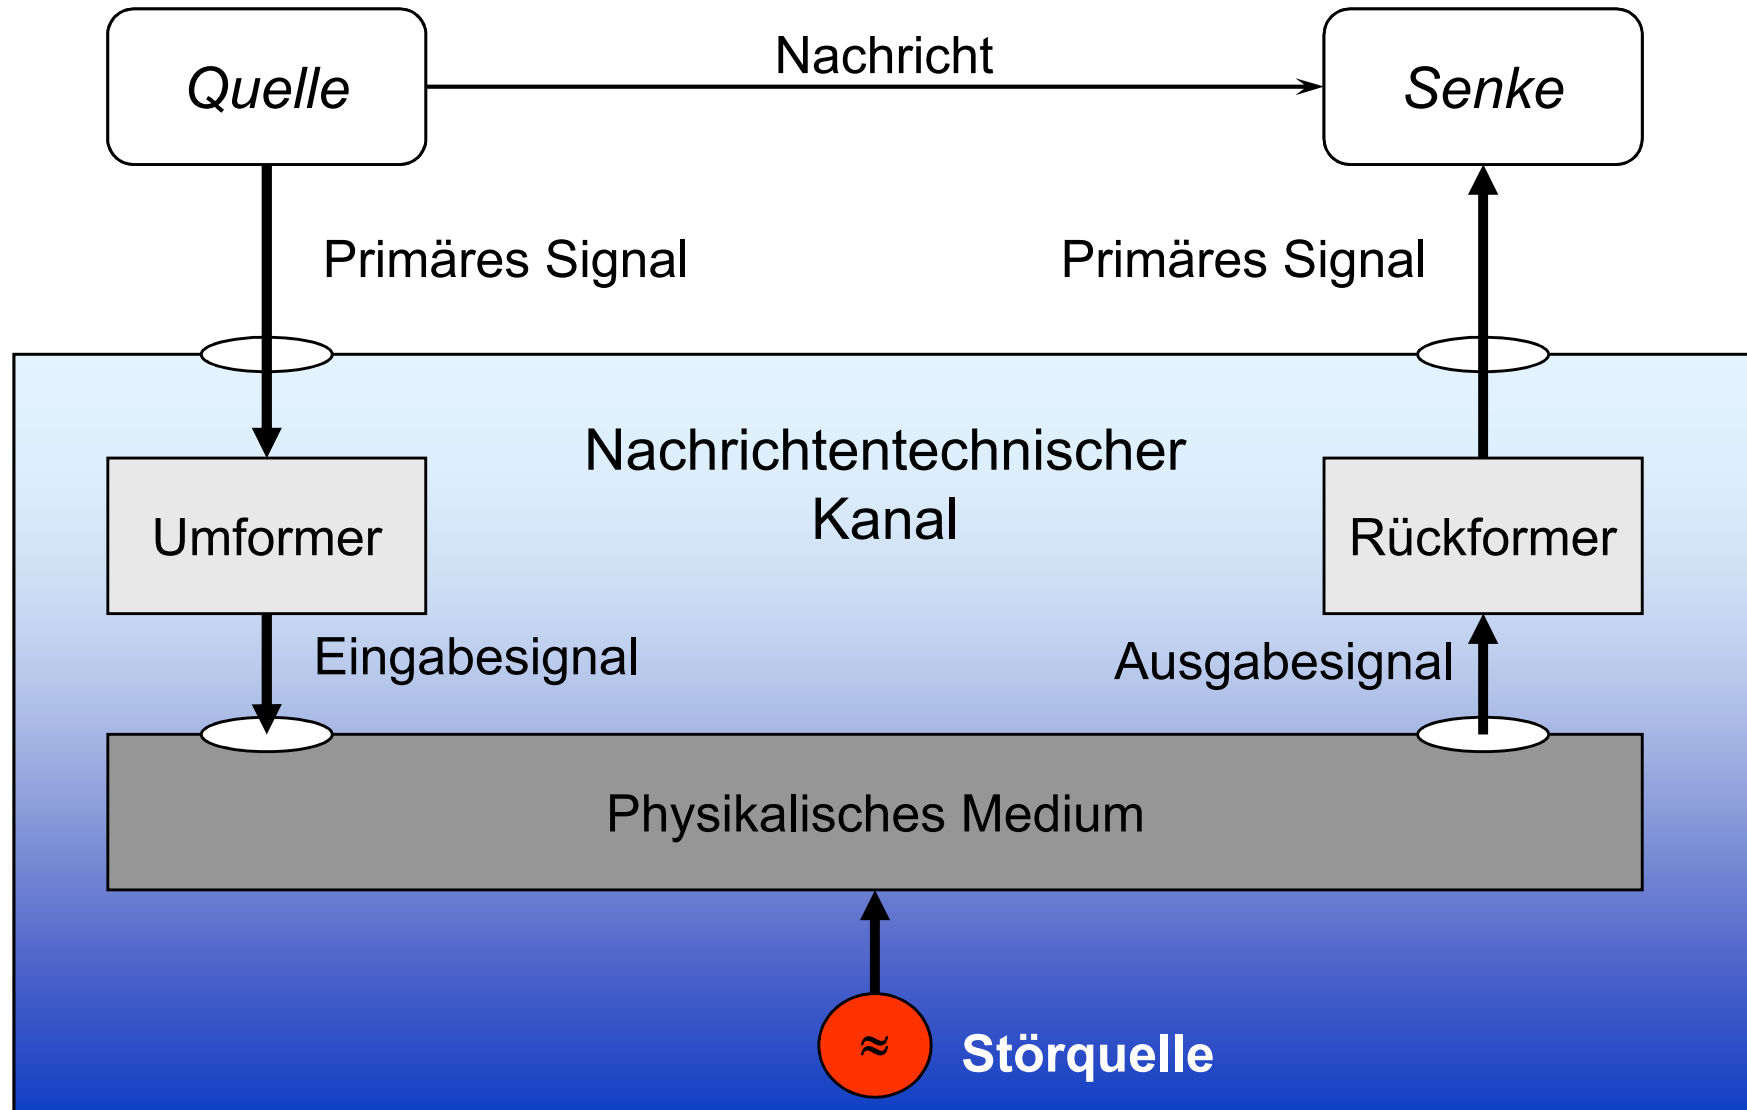 Nachricht
Quelle
Senke
Primäres Signal
Primäres Signal
Nachrichtentechnischer
Kanal
Umformer
Rückformer
Eingabesignal
Ausgabesignal
Physikalisches Medium
≈
Störquelle